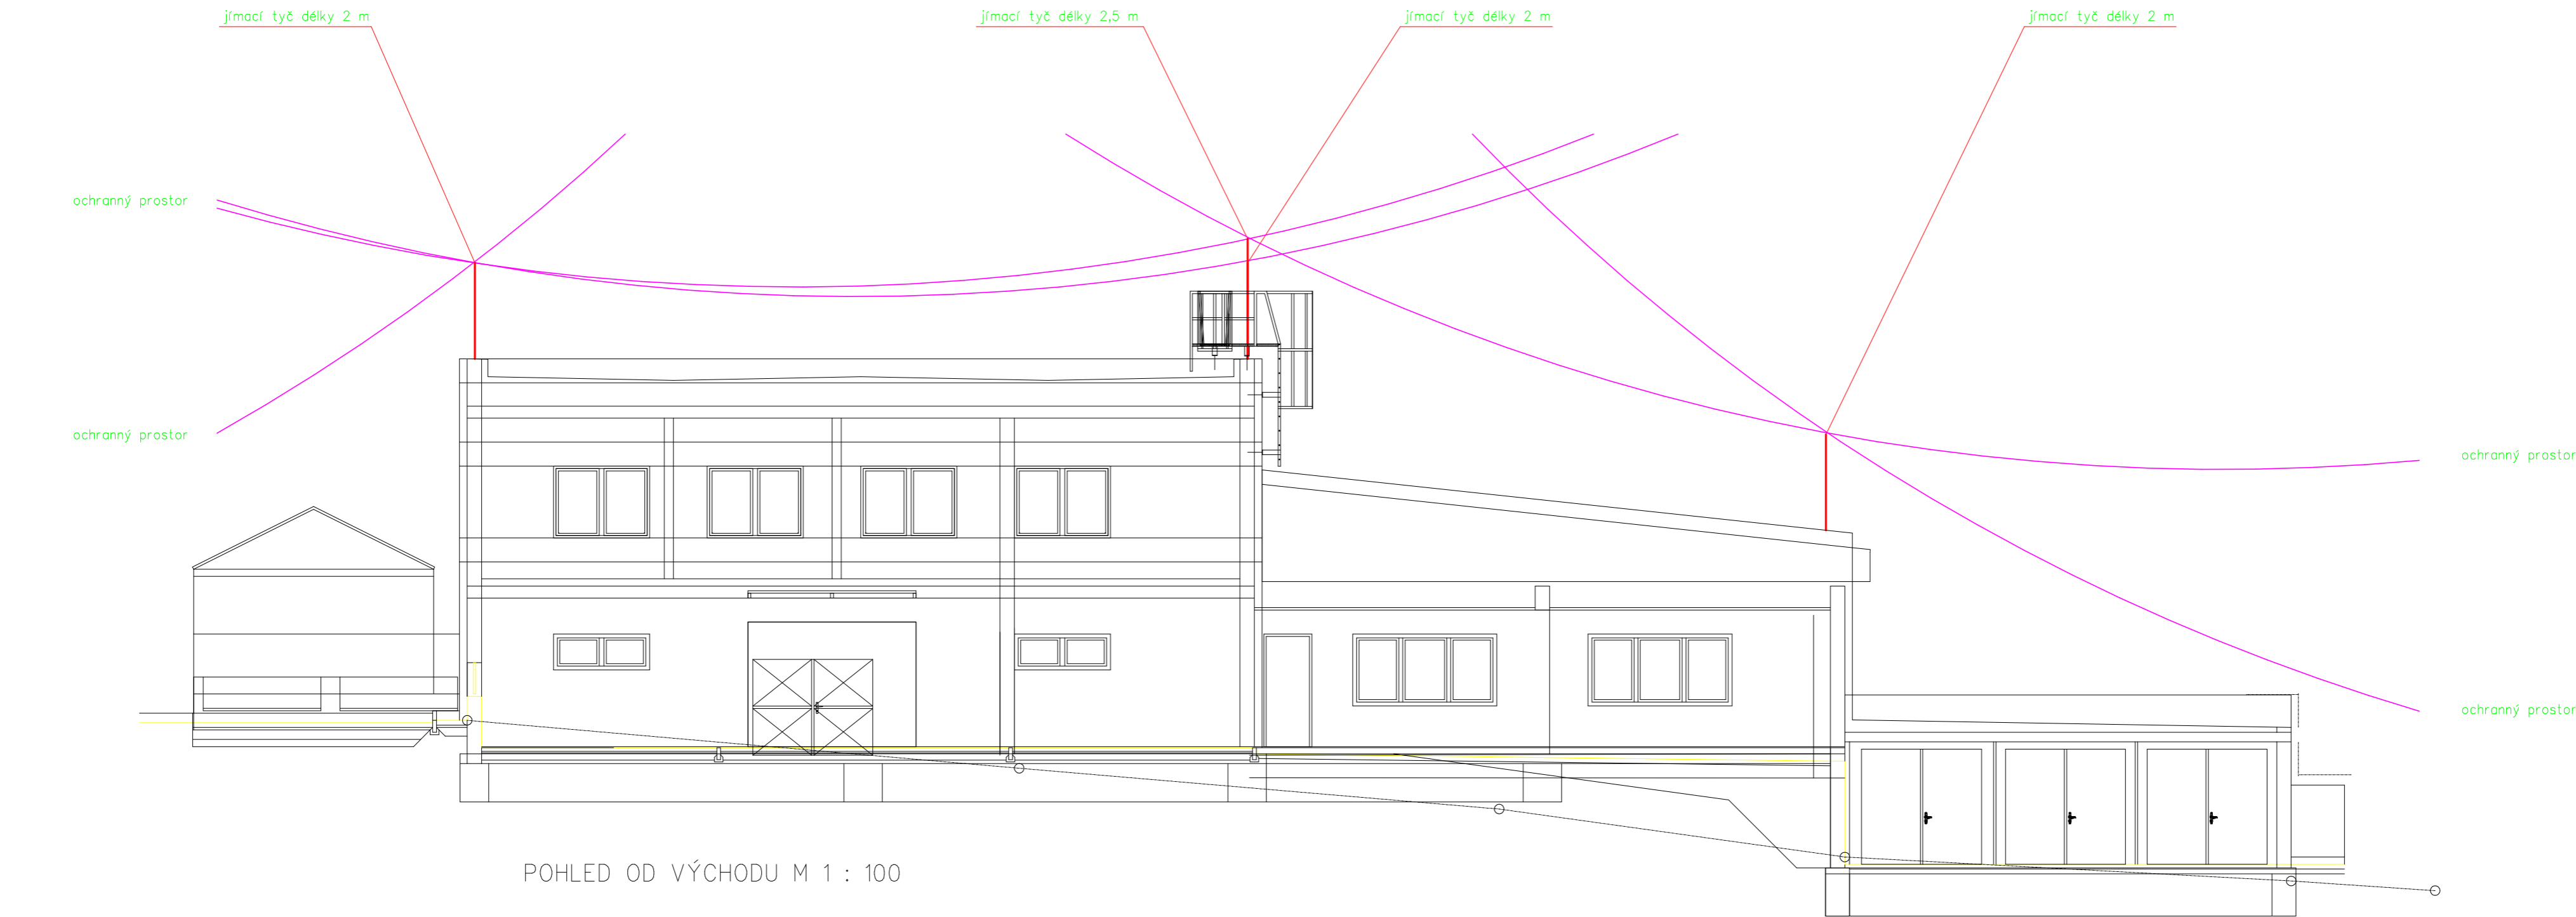 jímací tyč délky 2 m
jímací tyč délky 2,5 m
jímací tyč délky 2 m
jímací tyč délky 2 m
ochranný prostor
ochranný prostor
ochranný prostor
ochranný prostor
POHLED OD VÝCHODU M 1 : 100